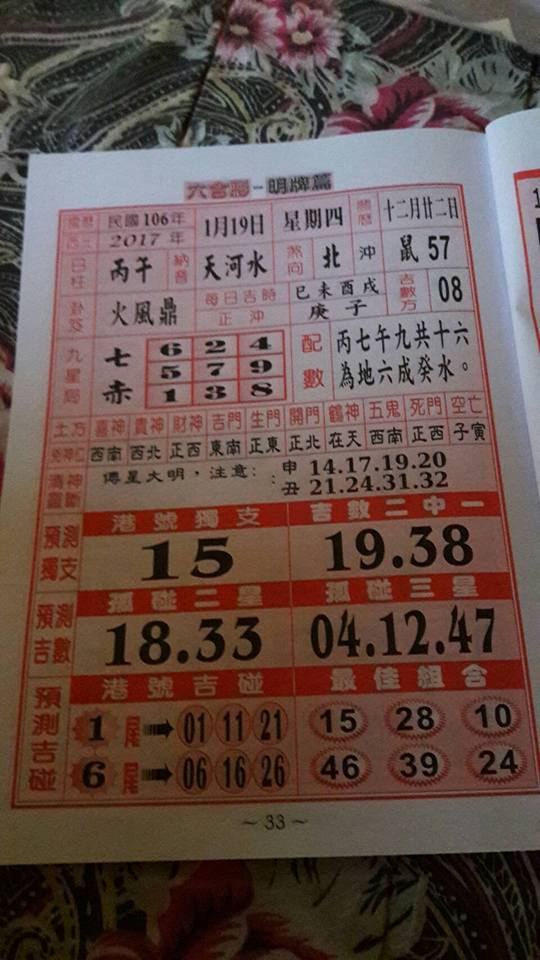 六合彩-明牌篇
國曆 民國106年 1月19日 星期四 農曆 十二月廿二日
西元 2017年
日柱 丙午 納音 天河水 煞向 北 沖 鼠57
卦爻 火風鼎 每日吉時 巳未酉戌 吉數方 08
正沖 庚子
九星局 七赤 6 2 4 配數 丙七午九共十六
5 7 9 為地六成癸水。
1 3 8
喜神 貴神 財神 吉門 生門 開門 鶴神 五鬼 死門 空亡
西南 西北 正西 東南 正東 正北 在天 西南 正西 子寅
傳星大明,注意: 申 14.17.19.20
丑 21.24.31.32
預測獨支 港號獨支 吉數二中一
15 19.38
預測吉數 孤碰二星 孤碰三星
18.33 04.12.47
預測吉碰 港號吉碰 最佳組合
1尾 01 11 21 15 28 10
6尾 06 16 26 46 39 24
~33~